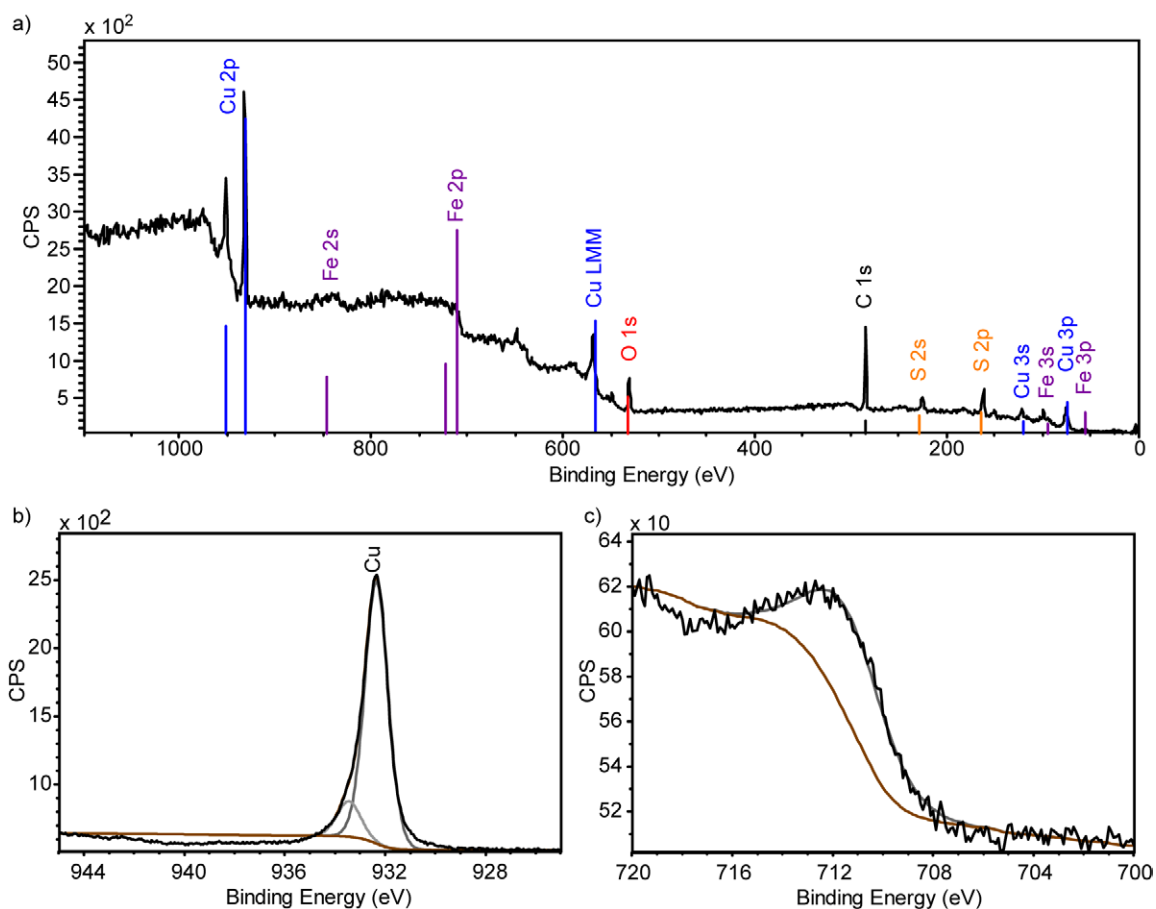 a)
x 10²
50
45
40
35
30
25
20
15
10
5
CPS
Cu 2p
Fe 2s
Fe 2p
Cu LMM
O 1s
C 1s
S 2s
S 2p
Cu 3s
Fe 3s
Cu 3p
Fe 3p
1000 800 600 400 200 0
Binding Energy (eV)
b)
x 10²
25
20
15
10
CPS
Cu
944 940 936 932 928
Binding Energy (eV)
c)
x 10
64
62
60
58
56
54
52
CPS
720 716 712 708 704 700
Binding Energy (eV)